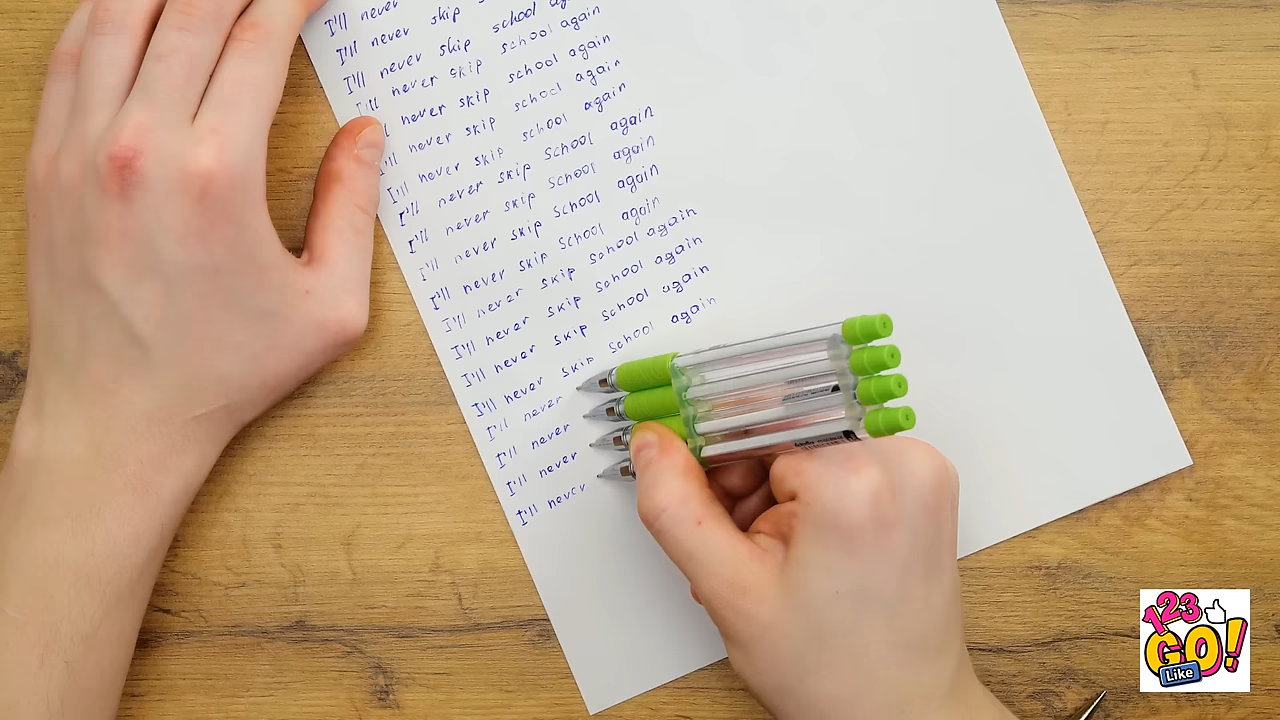 I'll never
I'll never skip s
I'll never skip school ag
I'll never skip school again
l never skip school again
'll never skip school again
I'll never skip school again
I'll never skip school again
I'll never skip school again
I'll never skip school again
I'll never skip school again
I'll never skip school again
I'll never skip school again
I'll never skip school again
I'll never skip school again
I'll never
I'll never
I'll never
I'll never
123
GO!
Like